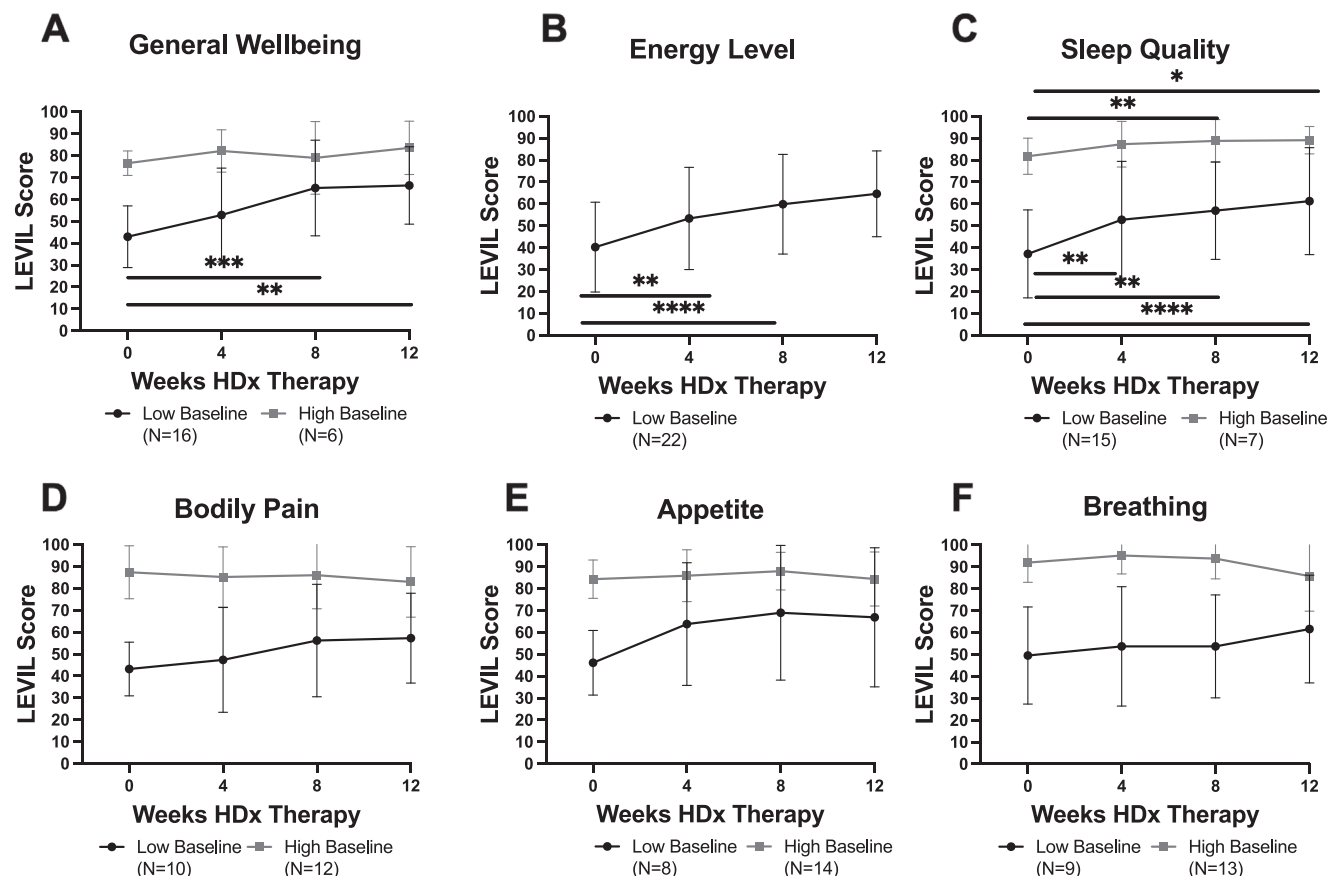 A
General Wellbeing
LEVIL Score
100
90
80
70
60
50
40
30
20
10
0
***
**
0 4 8 12
Weeks HDx Therapy
Low Baseline (N=16)
High Baseline (N=6)
B
Energy Level
LEVIL Score
100
90
80
70
60
50
40
30
20
10
0
**
****
0 4 8 12
Weeks HDx Therapy
Low Baseline (N=22)
C
Sleep Quality
*
**
LEVIL Score
100
90
80
70
60
50
40
30
20
10
0
**
**
****
0 4 8 12
Weeks HDx Therapy
Low Baseline (N=15)
High Baseline (N=7)
D
Bodily Pain
LEVIL Score
100
90
80
70
60
50
40
30
20
10
0
0 4 8 12
Weeks HDx Therapy
Low Baseline (N=10)
High Baseline (N=12)
E
Appetite
LEVIL Score
100
90
80
70
60
50
40
30
20
10
0
0 4 8 12
Weeks HDx Therapy
Low Baseline (N=8)
High Baseline (N=14)
F
Breathing
LEVIL Score
100
90
80
70
60
50
40
30
20
10
0
0 4 8 12
Weeks HDx Therapy
Low Baseline (N=9)
High Baseline (N=13)